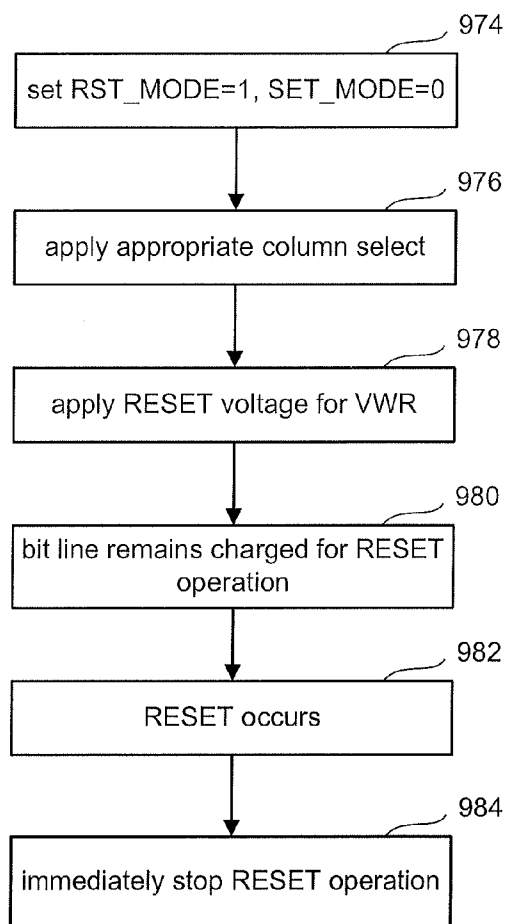 974
set RST_MODE=1, SET_MODE=0
976
apply appropriate column select
978
apply RESET voltage for VWR
980
bit line remains charged for RESET
operation
982
RESET occurs
984
immediately stop RESET operation